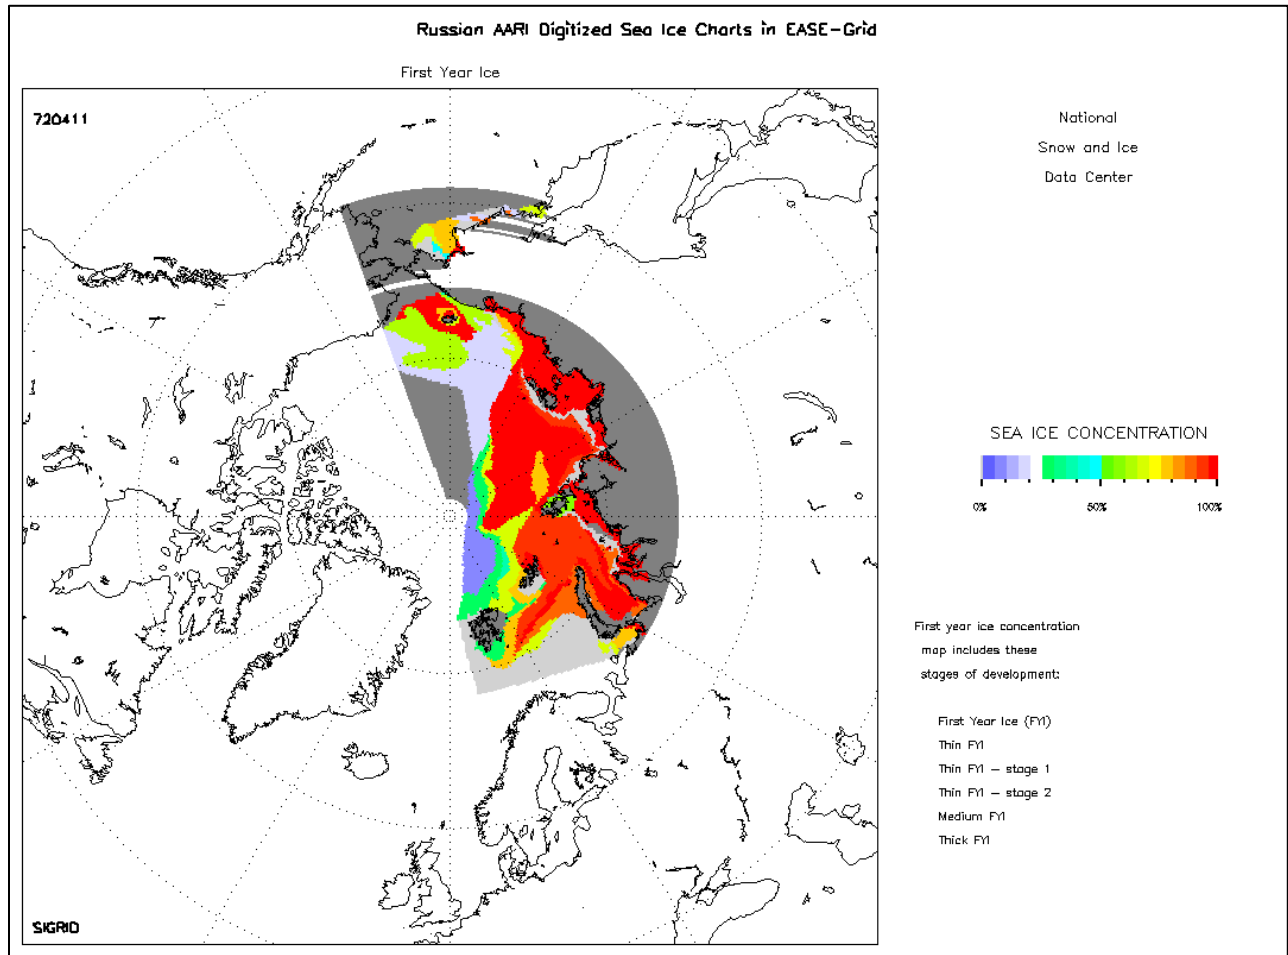 Russian AARI Digitized Sea Ice Charts in EASE-Grid
First Year Ice
720411
National
Snow and Ice
Data Center
SEA ICE CONCENTRATION
0% 50% 100%
First year ice concentration
map includes these
stages of development:
First Year Ice (FYI)
Thin FYI
Thin FYI - stage 1
Thin FYI - stage 2
Medium FYI
Thick FYI
SIGRID